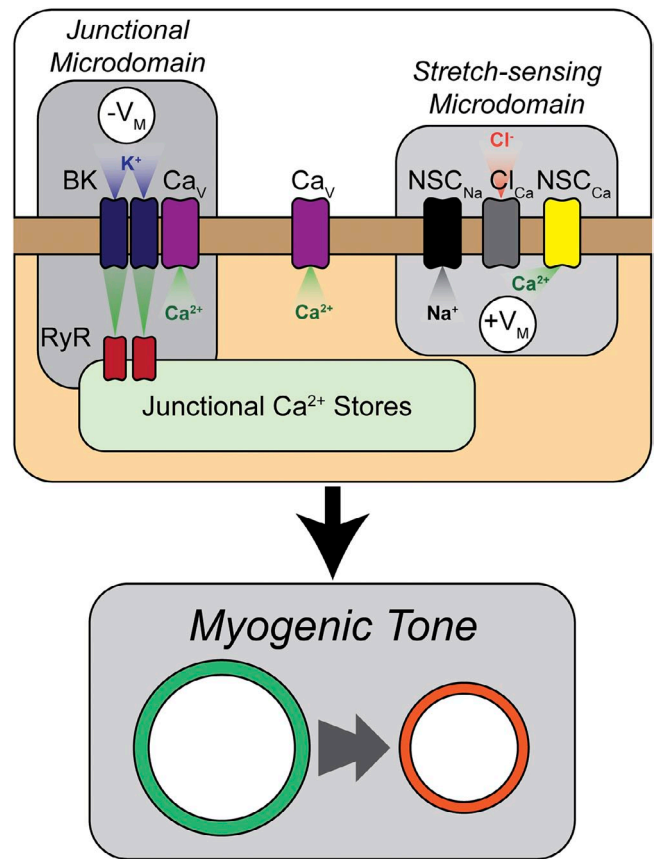 Junctional
Microdomain
Stretch-sensing
Microdomain
-VM
K⁺
Cl⁻
BK
CaV
CaV
NSCNa
ClCa
NSCCa
Ca²⁺
Ca²⁺
Na⁺
Ca²⁺
+VM
RyR
Junctional Ca²⁺ Stores
Myogenic Tone